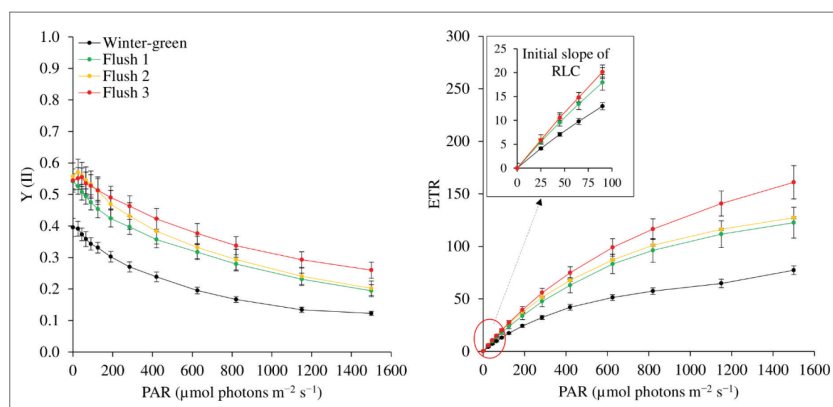 Winter-green
Flush 1
Flush 2
Flush 3
1.0
0.9
0.8
0.7
0.6
0.5
0.4
0.3
0.2
0.1
0.0
Y (II)
0 200 400 600 800 1000 1200 1400 1600
PAR (µmol photons m⁻² s⁻¹)
300
250
200
150
100
50
0
ETR
Initial slope of
RLC
25
20
15
10
5
0
0 25 50 75 100
0 200 400 600 800 1000 1200 1400 1600
PAR (µmol photons m⁻² s⁻¹)